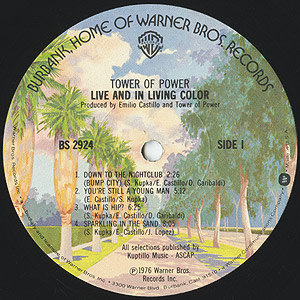 BURBANK, HOME OF WARNER BROS. RECORDS
TOWER OF POWER
LIVE AND IN LIVING COLOR
Produced by Emilio Castillo and Tower of Power
BS 2924 SIDE 1
1. DOWN TO THE NIGHTCLUB 2:26
(BUMP CITY) (S. Kupka/E. Castillo/D. Garibaldi)
2. YOU'RE STILL A YOUNG MAN
(E. Castillo/S. Kupka)
3. WHAT IS HIP? 6:25
(S. Kupka/E. Castillo/D. Garibaldi)
4. SPARKLING IN THE SAND 8:05
(S. Kupka/E. Castillo/J. Lopez)
All selections published by
Kuptillo Music - ASCAP
©1976 Warner Bros.
Records Inc.